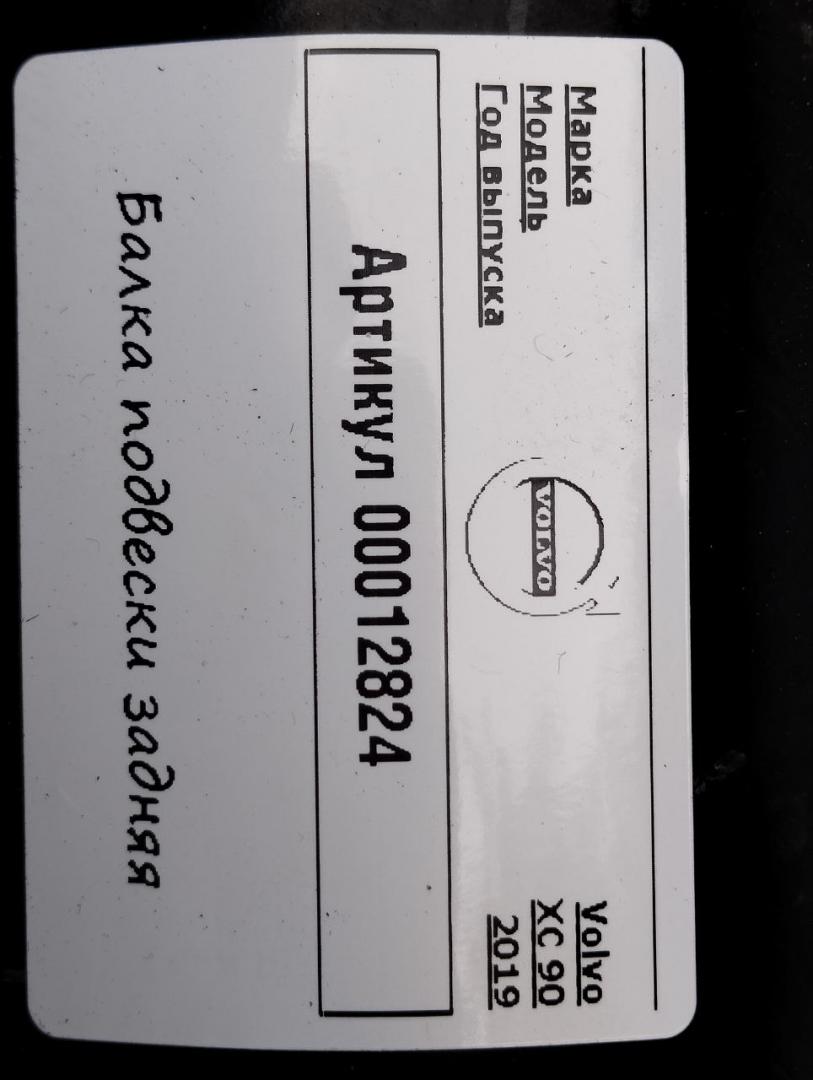 Марка Volvo
Модель XC 90
Год выпуска 2019
VOLVO
Артикул 00012824
Балка подвески задняя